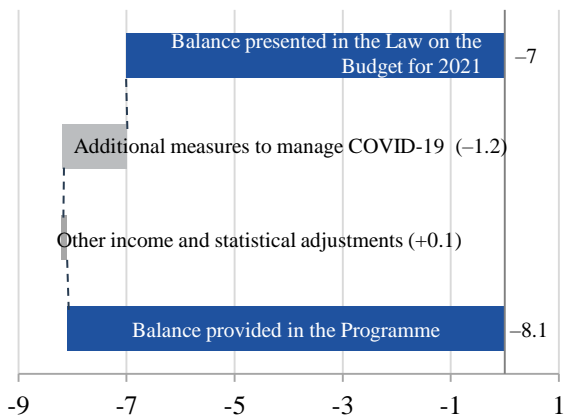 Balance presented in the Law on the
Budget for 2021
–7
Additional measures to manage COVID-19 (–1.2)
Other income and statistical adjustments (+0.1)
Balance provided in the Programme
–8.1
-9 -7 -5 -3 -1 1